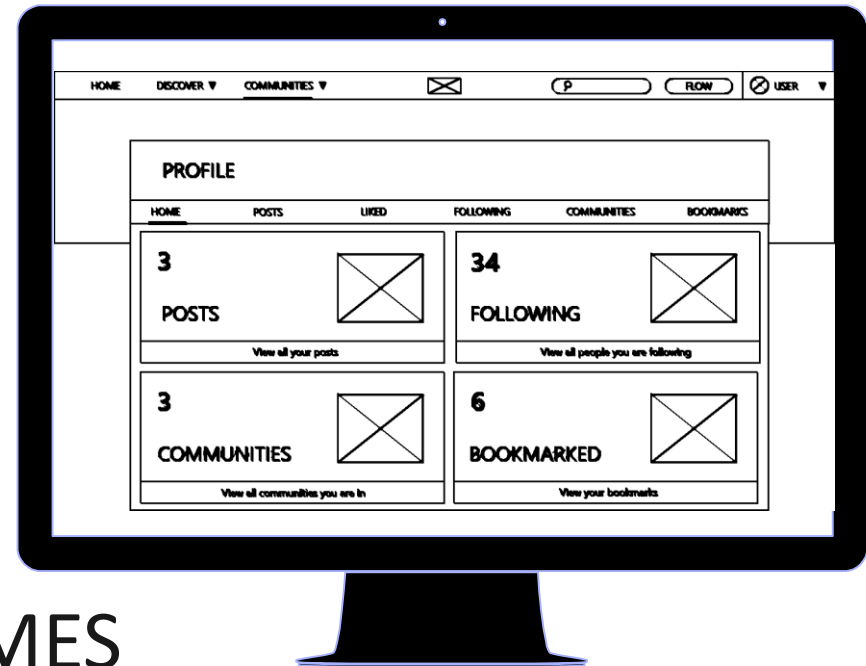 HOME DISCOVER ▼ COMMUNITIES ▼ FLOW USER ▼
PROFILE
HOME POSTS LIKED FOLLOWING COMMUNITIES BOOKMARKS
3
POSTS
View all your posts
34
FOLLOWING
View all people you are following
3
COMMUNITIES
View all communities you are in
6
BOOKMARKED
View your bookmarks
MES